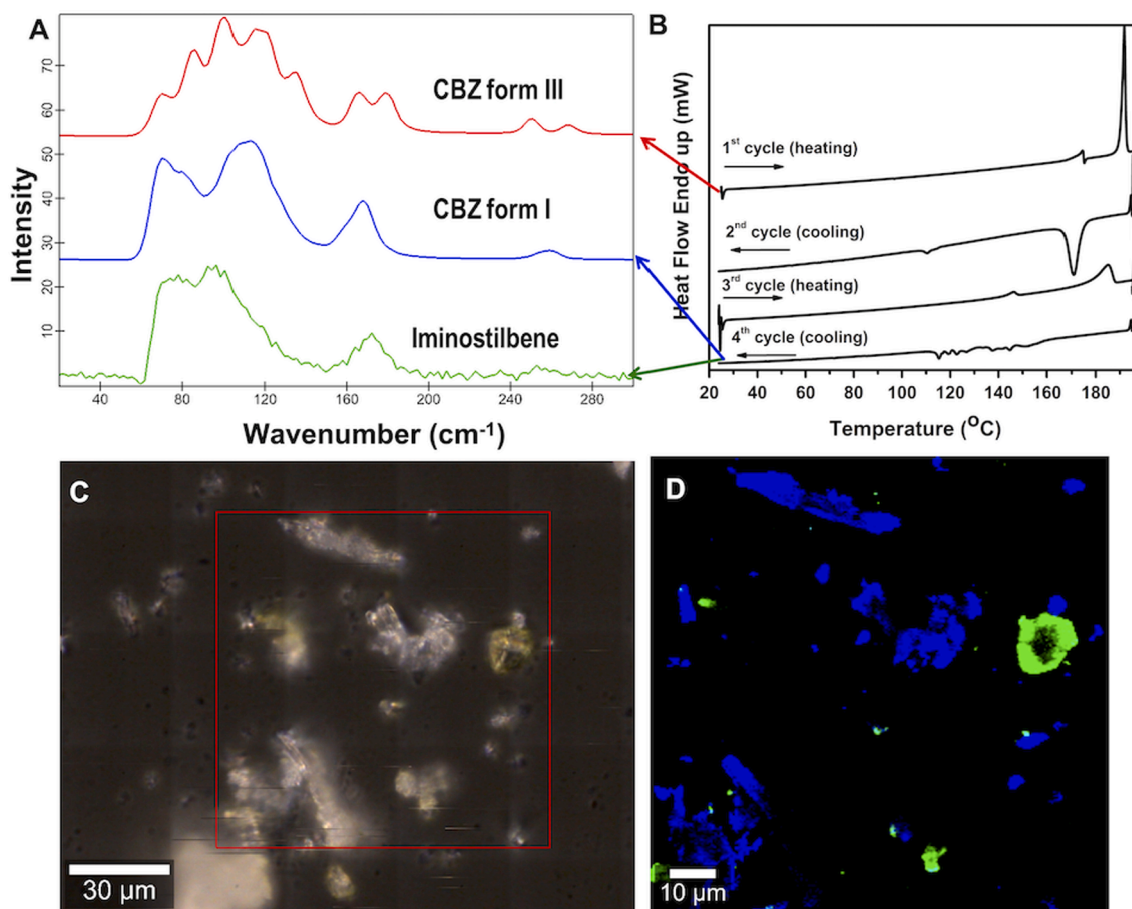 A
70
60
50
40
30
20
10
Intensity
CBZ form III
CBZ form I
Iminostilbene
40
80
120
160
200
240
280
Wavenumber (cm-1)
B
Heat Flow Endo up (mW)
1st cycle (heating)
2nd cycle (cooling)
3rd cycle (heating)
4th cycle (cooling)
20
40
60
80
100
120
140
160
180
Temperature (OC)
C
30 µm
D
10 µm